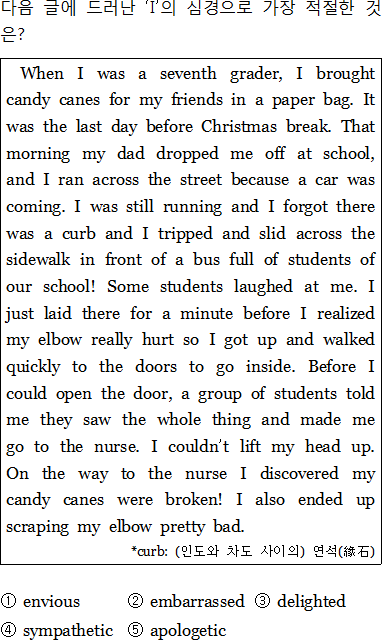 다음 글에 드러난 ‘I’의 심경으로 가장 적절한 것
은?
When I was a seventh grader, I brought
candy canes for my friends in a paper bag. It
was the last day before Christmas break. That
morning my dad dropped me off at school,
and I ran across the street because a car was
coming. I was still running and I forgot there
was a curb and I tripped and slid across the
sidewalk in front of a bus full of students of
our school! Some students laughed at me. I
just laid there for a minute before I realized
my elbow really hurt so I got up and walked
quickly to the doors to go inside. Before I
could open the door, a group of students told
me they saw the whole thing and made me
go to the nurse. I couldn’t lift my head up.
On the way to the nurse I discovered my
candy canes were broken! I also ended up
scraping my elbow pretty bad.
*curb: (인도와 차도 사이의) 연석(緣石)
① envious ② embarrassed ③ delighted
④ sympathetic ⑤ apologetic